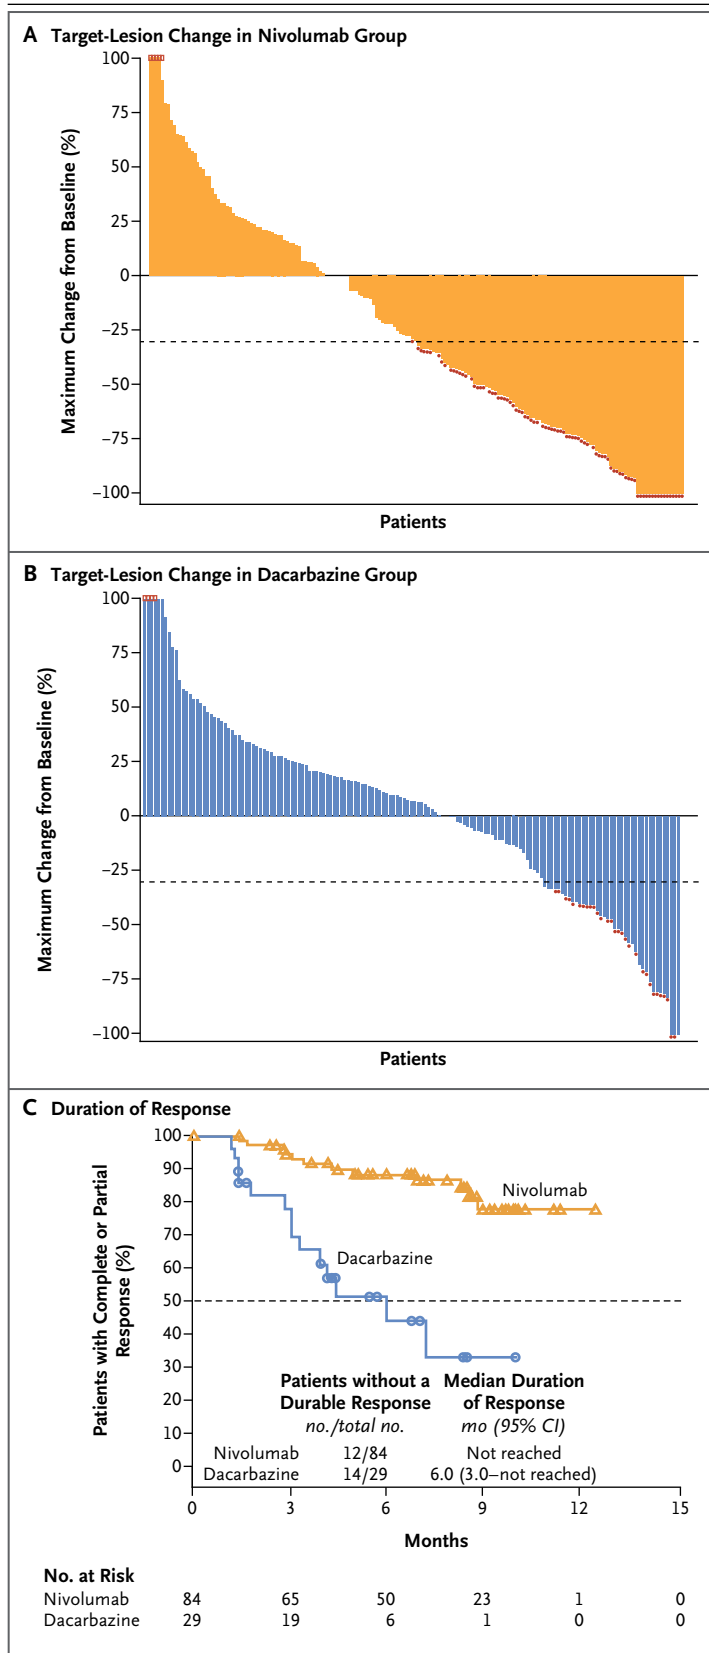 A Target-Lesion Change in Nivolumab Group
Maximum Change from Baseline (%)
100
75
50
25
0
−25
−50
−75
−100
Patients
B Target-Lesion Change in Dacarbazine Group
Maximum Change from Baseline (%)
100
75
50
25
0
−25
−50
−75
−100
Patients
C Duration of Response
Patients with Complete or Partial
Response (%)
100
90
80
70
60
50
40
30
20
10
0
Nivolumab
Dacarbazine
Patients without a Median Duration
Durable Response of Response
no./total no. mo (95% CI)
Nivolumab 12/84 Not reached
Dacarbazine 14/29 6.0 (3.0–not reached)
0 3 6 9 12 15
Months
No. at Risk
Nivolumab 84 65 50 23 1 0
Dacarbazine 29 19 6 1 0 0